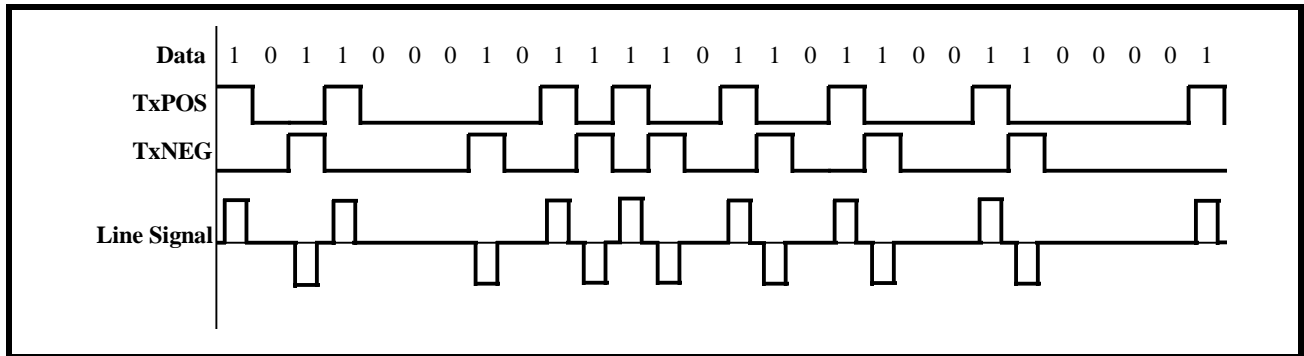 Data 1 0 1 1 0 0 0 1 0 1 1 1 1 0 1 1 0 1 1 0 0 1 1 0 0 0 0 1
TxPOS
TxNEG
Line Signal